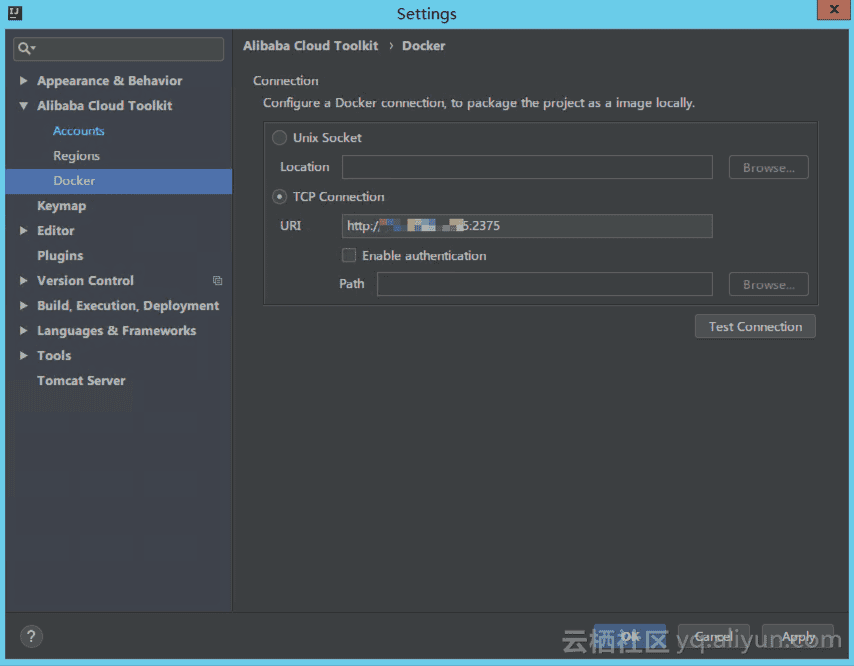 Settings
Alibaba Cloud Toolkit › Docker
Appearance & Behavior
Alibaba Cloud Toolkit
Accounts
Regions
Docker
Keymap
Editor
Plugins
Version Control
Build, Execution, Deployment
Languages & Frameworks
Tools
Tomcat Server
Connection
Configure a Docker connection, to package the project as a image locally.
Unix Socket
Location Browse...
TCP Connection
URI http:/ 5:2375
Enable authentication
Path Browse...
Test Connection
? OK Cancel Apply
云栖社区 yq.aliyun.com